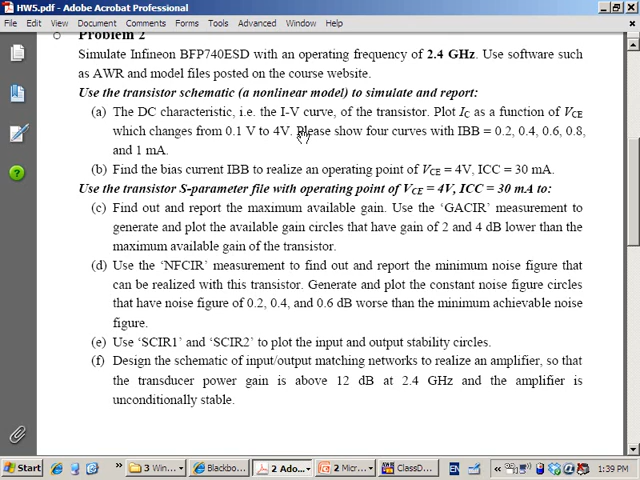 HW5.pdf - Adobe Acrobat Professional
File Edit View Document Comments Forms Tools Advanced Window Help
Problem 2
Simulate Infineon BFP740ESD with an operating frequency of 2.4 GHz. Use software such
as AWR and model files posted on the course website.
Use the transistor schematic (a nonlinear model) to simulate and report:
(a) The DC characteristic, i.e. the I-V curve, of the transistor. Plot IC as a function of VCE
which changes from 0.1 V to 4V. Please show four curves with IBB = 0.2, 0.4, 0.6, 0.8,
and 1 mA.
(b) Find the bias current IBB to realize an operating point of VCE = 4V, ICC = 30 mA.
Use the transistor S-parameter file with operating point of VCE = 4V, ICC = 30 mA to:
(c) Find out and report the maximum available gain. Use the 'GACIR' measurement to
generate and plot the available gain circles that have gain of 2 and 4 dB lower than the
maximum available gain of the transistor.
(d) Use the 'NFCIR' measurement to find out and report the minimum noise figure that
can be realized with this transistor. Generate and plot the constant noise figure circles
that have noise figure of 0.2, 0.4, and 0.6 dB worse than the minimum achievable noise
figure.
(e) Use 'SCIR1' and 'SCIR2' to plot the input and output stability circles.
(f) Design the schematic of input/output matching networks to realize an amplifier, so that
the transducer power gain is above 12 dB at 2.4 GHz and the amplifier is
unconditionally stable.
Start » 3 Win... Blackboa... 2 Ado... 2 Micr... ClassD... EN « 1:39 PM